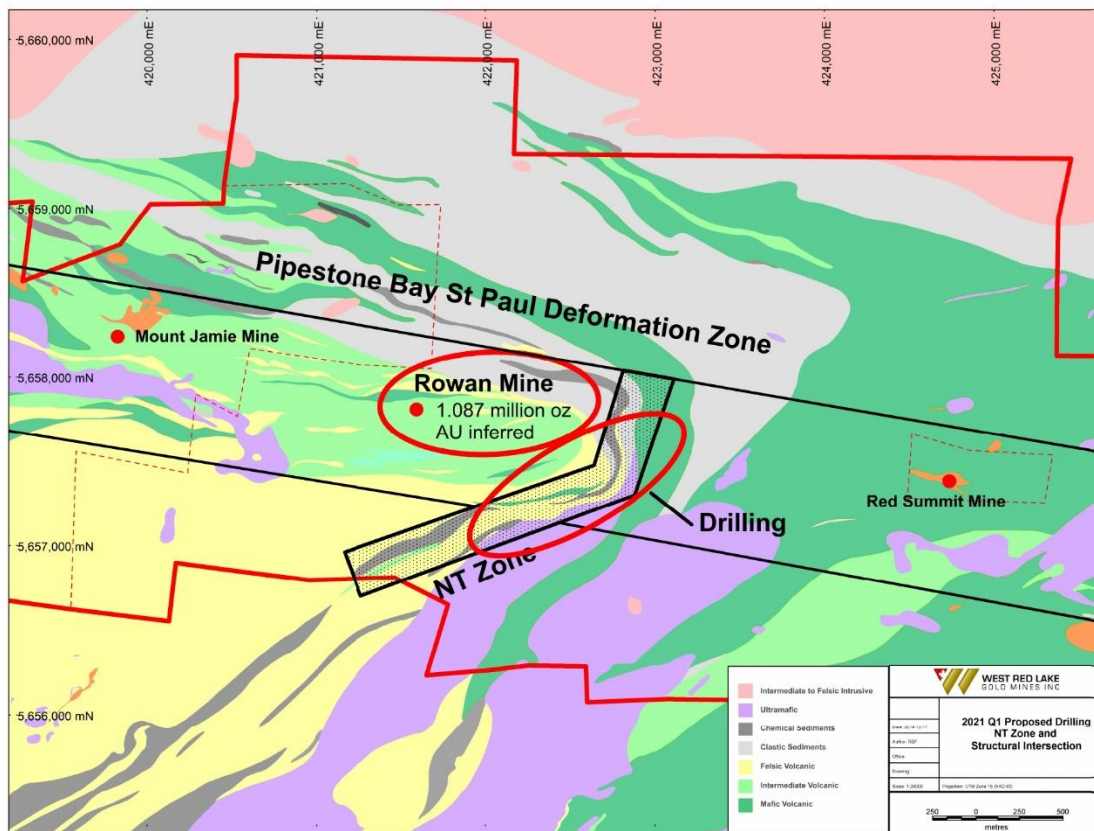 420,000 mE
421,000 mE
422,000 mE
423,000 mE
424,000 mE
425,000 mE
5,660,000 mN
5,659,000 mN
5,658,000 mN
5,657,000 mN
5,656,000 mN
Pipestone Bay St Paul Deformation Zone
Mount Jamie Mine
Rowan Mine
1.087 million oz
AU inferred
Red Summit Mine
Drilling
NT Zone
Intermediate to Felsic Intrusive
Ultramafic
Chemical Sediments
Clastic Sediments
Felsic Volcanic
Intermediate Volcanic
Mafic Volcanic
WEST RED LAKE
GOLD MINES INC
2021 Q1 Proposed Drilling
NT Zone and
Structural Intersection
Author:
Office:
Drawing:
250 0 250 500
metres